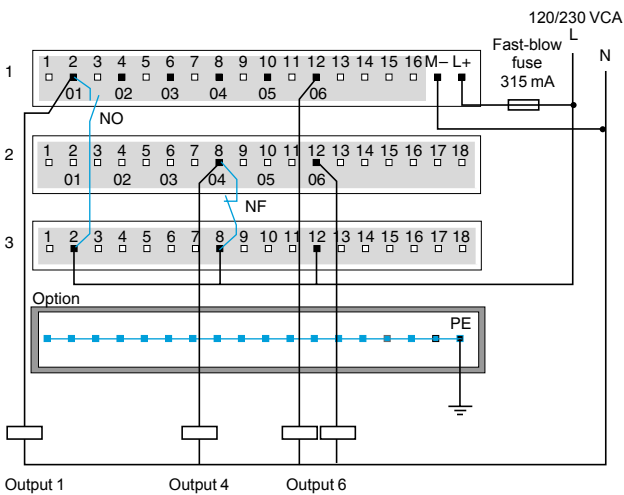 120/230 VCA
L
N
Fast-blow
fuse
315 mA
1
1 2 3 4 5 6 7 8 9 10 11 12 13 14 15 16 M– L+
01 02 03 04 05 06
NO
2
1 2 3 4 5 6 7 8 9 10 11 12 13 14 15 16 17 18
01 02 03 04 05 06
NF
3
1 2 3 4 5 6 7 8 9 10 11 12 13 14 15 16 17 18
Option
PE
Output 1 Output 4 Output 6